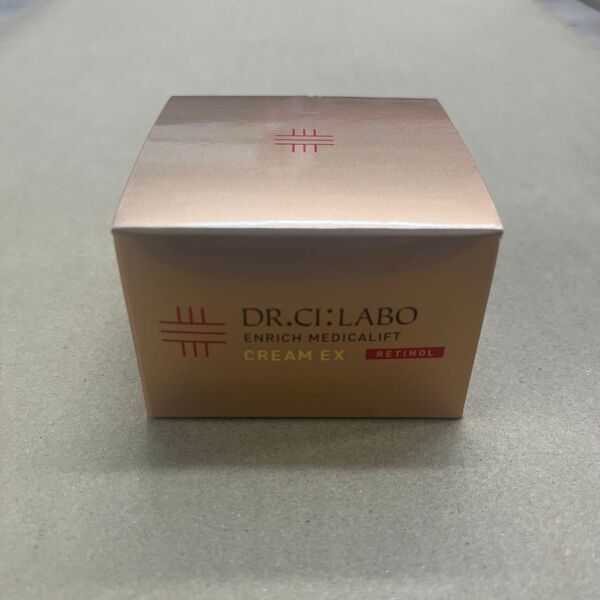 DR.CI:LABO
ENRICH MEDICALIFT
CREAM EX RETINOL